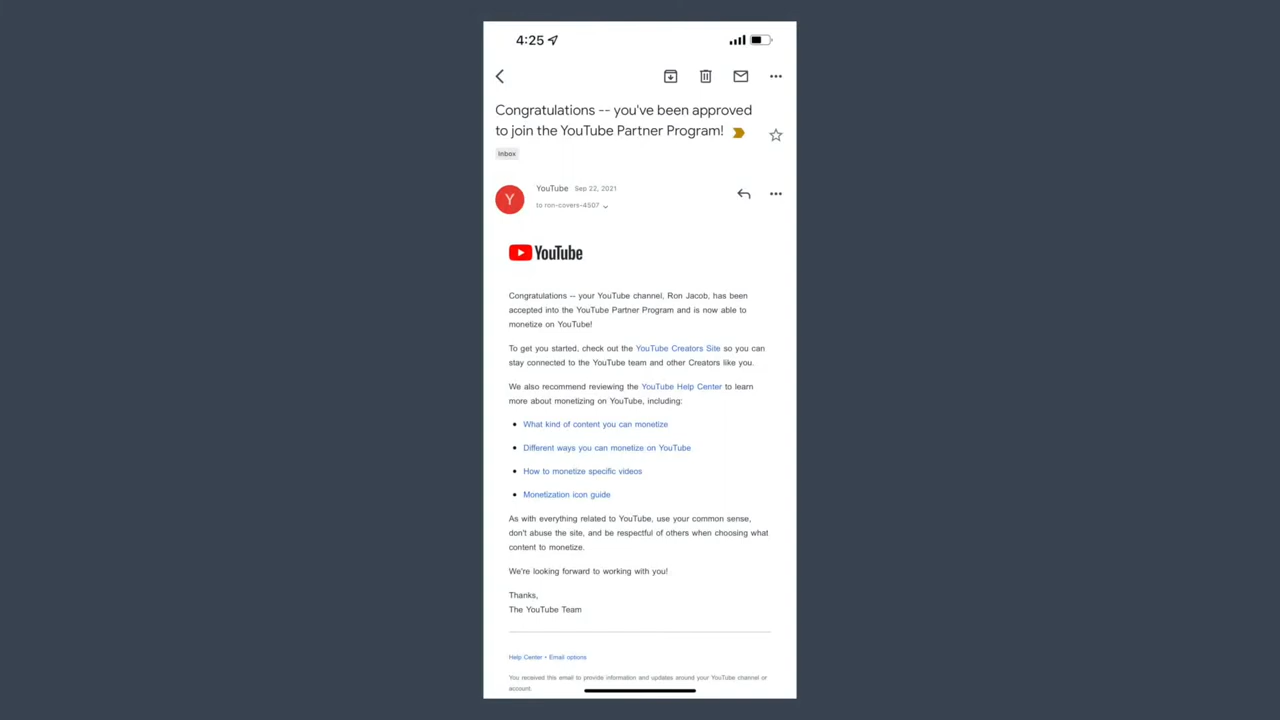 4:25
Congratulations -- you've been approved
to join the YouTube Partner Program!
Inbox
Y
YouTube Sep 22, 2021
to ron-covers-4507
YouTube
Congratulations -- your YouTube channel, Ron Jacob, has been
accepted into the YouTube Partner Program and is now able to
monetize on YouTube!
To get you started, check out the YouTube Creators Site so you can
stay connected to the YouTube team and other Creators like you.
We also recommend reviewing the YouTube Help Center to learn
more about monetizing on YouTube, including:
• What kind of content you can monetize
• Different ways you can monetize on YouTube
• How to monetize specific videos
• Monetization icon guide
As with everything related to YouTube, use your common sense,
don't abuse the site, and be respectful of others when choosing what
content to monetize.
We're looking forward to working with you!
Thanks,
The YouTube Team
Help Center • Email options
You received this email to provide information and updates around your YouTube channel or
account.